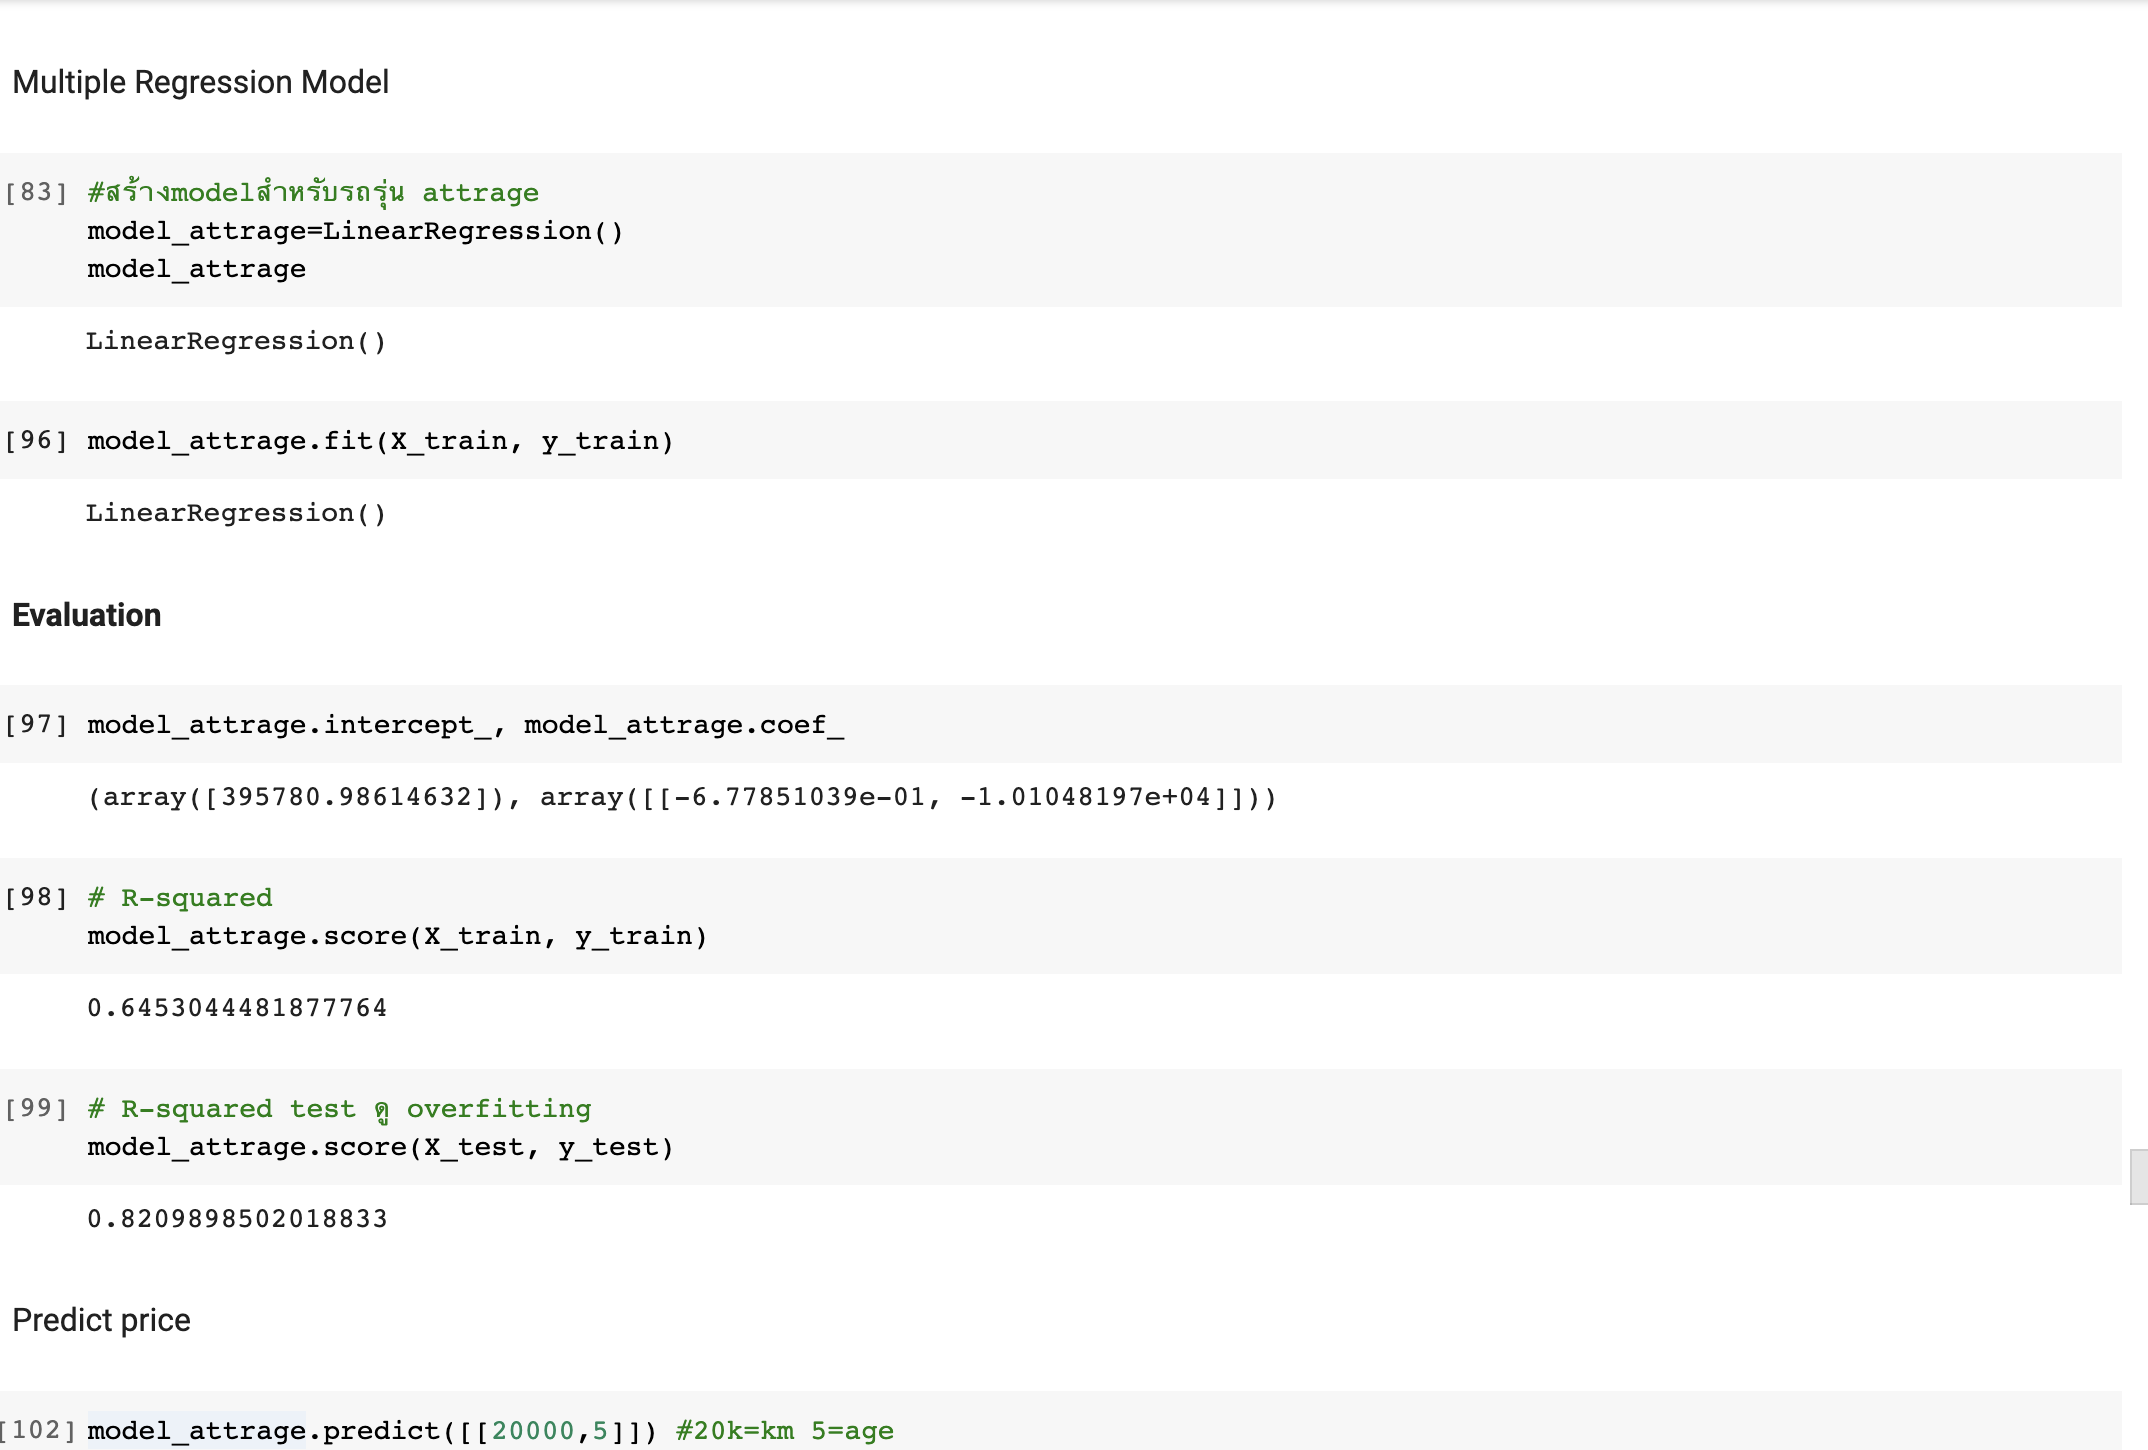 Multiple Regression Model
[83] #สร้างmodelสำหรับรถรุ่น attrage
model_attrage=LinearRegression()
model_attrage
LinearRegression()
[96] model_attrage.fit(X_train, y_train)
LinearRegression()
Evaluation
[97] model_attrage.intercept_, model_attrage.coef_
(array([395780.98614632]), array([[-6.77851039e-01, -1.01048197e+04]]))
[98] # R-squared
model_attrage.score(X_train, y_train)
0.6453044481877764
[99] # R-squared test ดู overfitting
model_attrage.score(X_test, y_test)
0.8209898502018833
Predict price
[102] model_attrage.predict([[20000,5]]) #20k=km 5=age